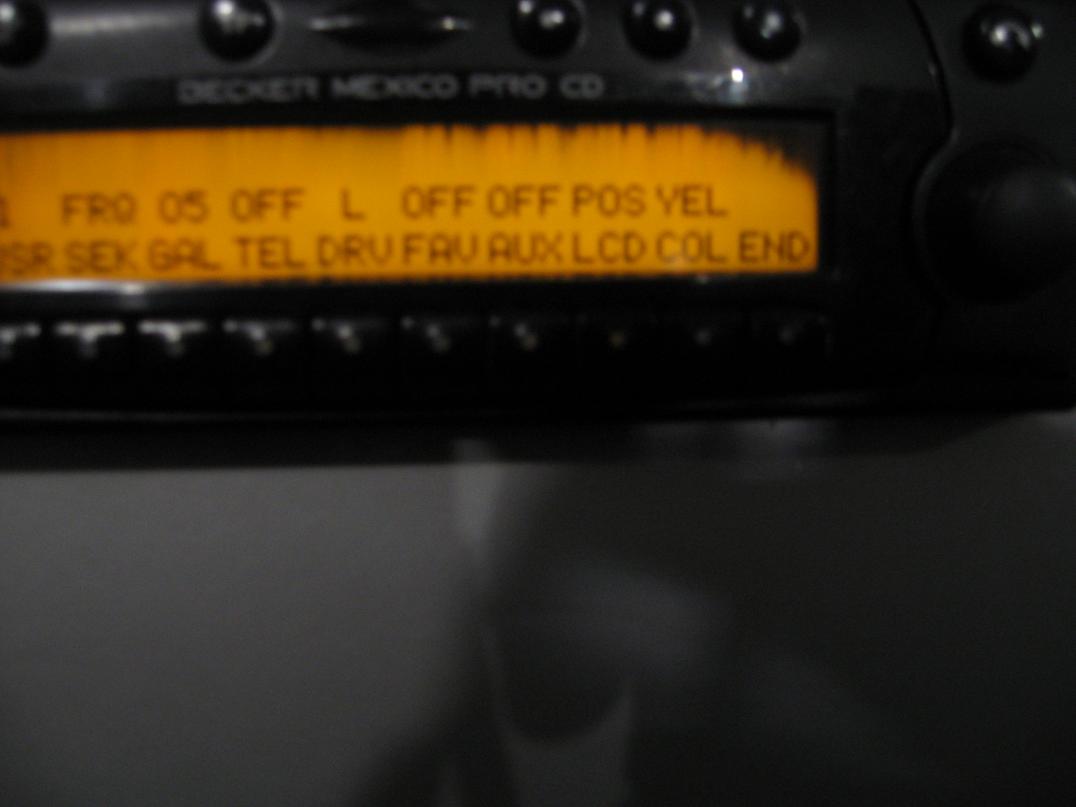 BECKER MEXICO PRO CD
FRQ 05 OFF L OFF OFF POS YEL
SEK GAL TEL DRV FAV AUX LCD COL END